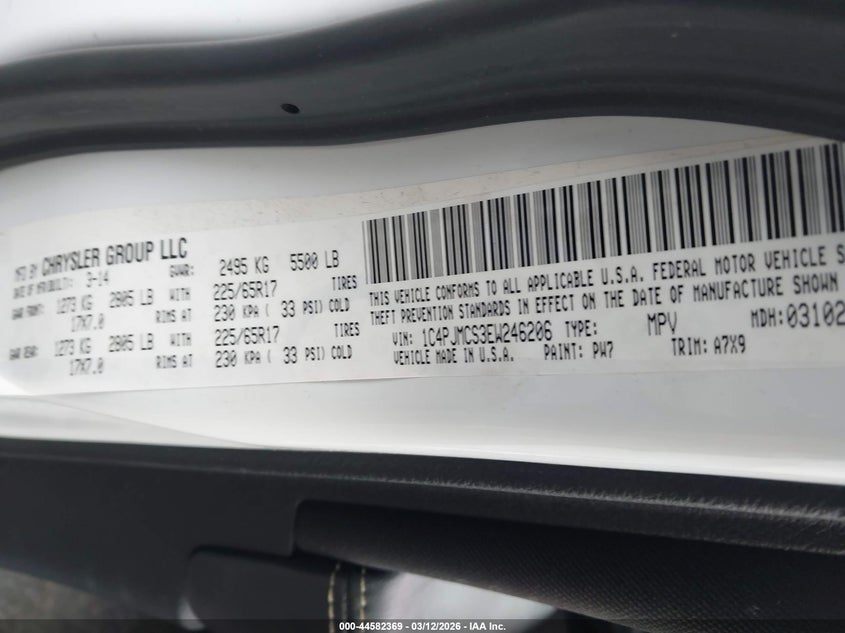 MFD BY CHRYSLER GROUP LLC
DATE OF MFR(BUILT): 3-14 GVWR: 2495 KG 5500 LB
GAWR FRONT: 1273 KG 2805 LB WITH 225/65R17 TIRES
17X7.0 RIMS AT 230 KPA ( 33 PSI) COLD
GAWR REAR: 1273 KG 2805 LB WITH 225/65R17 TIRES
17X7.0 RIMS AT 230 KPA ( 33 PSI) COLD
THIS VEHICLE CONFORMS TO ALL APPLICABLE U.S.A. FEDERAL MOTOR VEHICLE S
THEFT PREVENTION STANDARDS IN EFFECT ON THE DATE OF MANUFACTURE SHOWN
VIN: 1C4PJMCS3EW246206 TYPE: MPV MDH: 03102
VEHICLE MADE IN U.S.A. PAINT: PW7 TRIM: A7X9
000-44582369 - 03/12/2026 - IAA Inc.